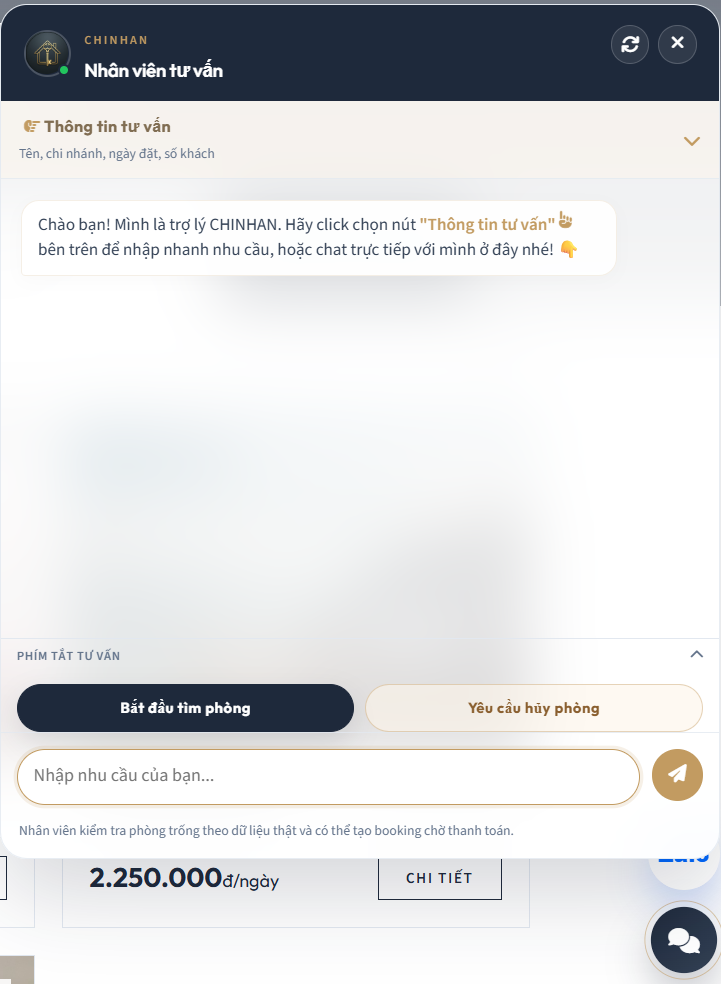 CHINHAN
Nhân viên tư vấn
Thông tin tư vấn
Tên, chi nhánh, ngày đặt, số khách
Chào bạn! Mình là trợ lý CHINHAN. Hãy click chọn nút "Thông tin tư vấn"
bên trên để nhập nhanh nhu cầu, hoặc chat trực tiếp với mình ở đây nhé!
PHÍM TẮT TƯ VẤN
Bắt đầu tìm phòng
Yêu cầu hủy phòng
Nhập nhu cầu của bạn...
Nhân viên kiểm tra phòng trống theo dữ liệu thật và có thể tạo booking chờ thanh toán.
2.250.000đ/ngày
CHI TIẾT